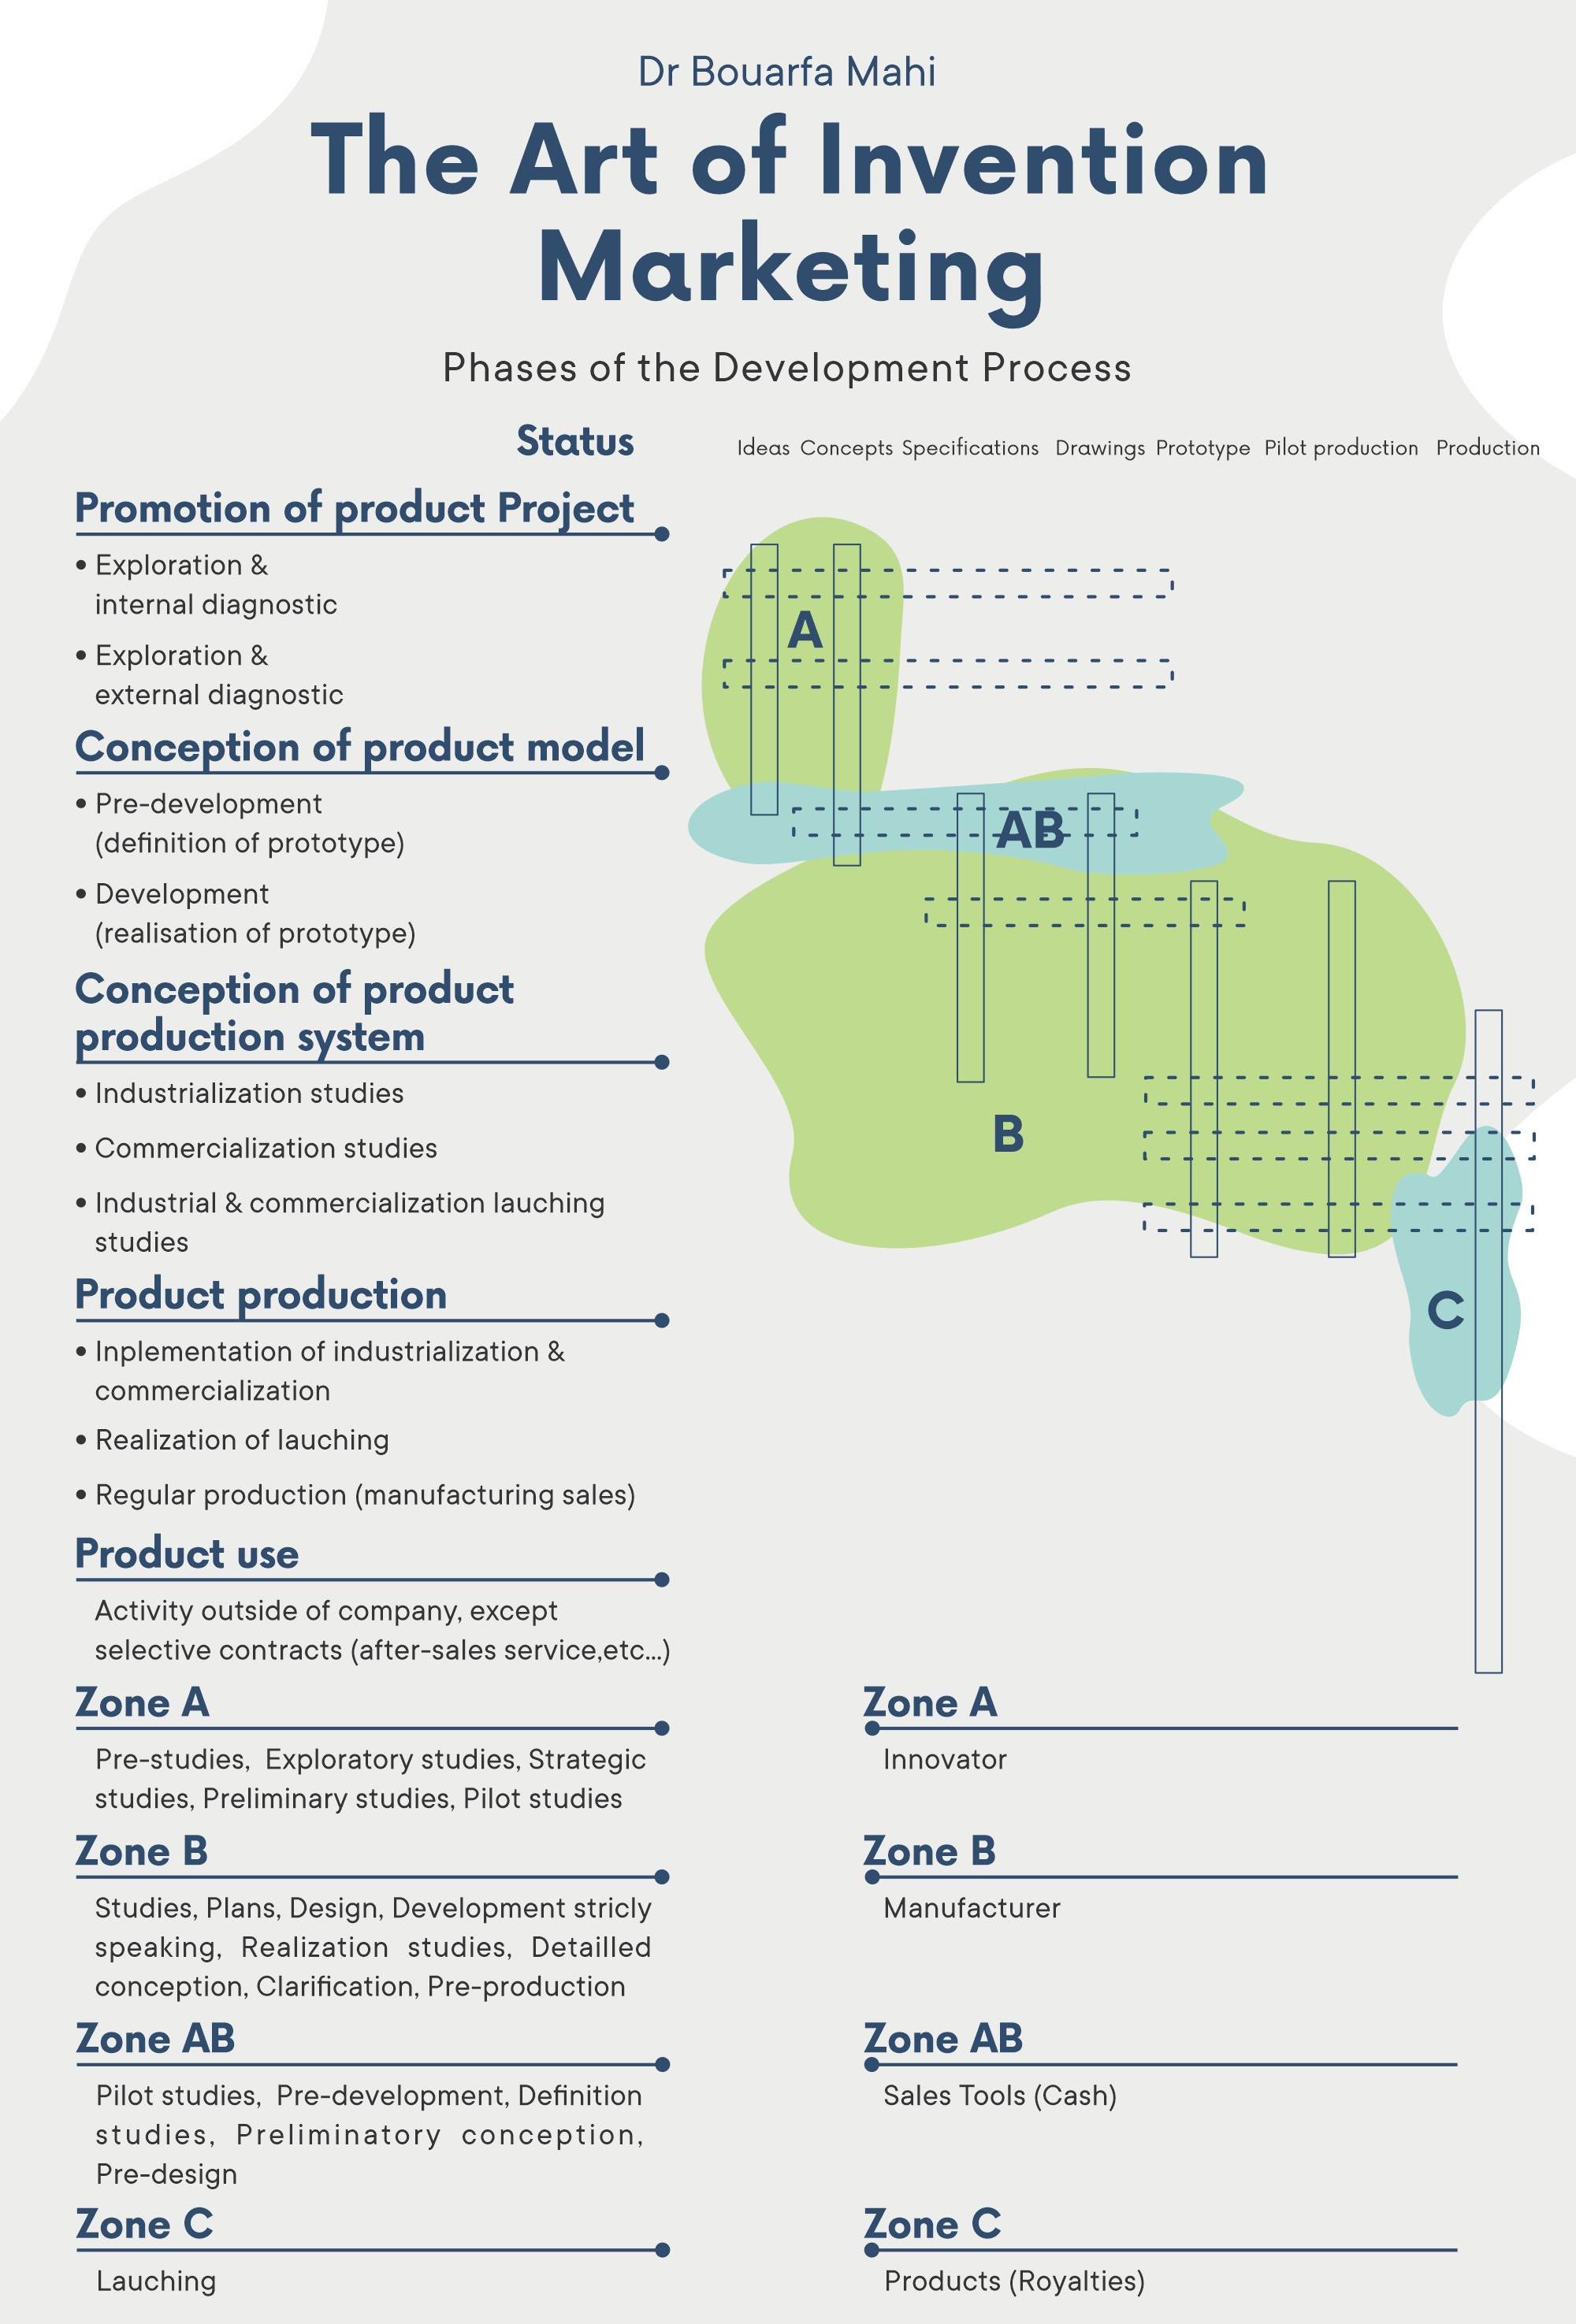 Dr Bouarfa Mahi
The Art of Invention
Marketing
Phases of the Development Process
Status
Ideas Concepts Specifications Drawings Prototype Pilot production Production
Promotion of product Project
• Exploration &
internal diagnostic
• Exploration &
external diagnostic
A
Conception of product model
• Pre-development
(definition of prototype)
AB
• Development
(realisation of prototype)
Conception of product
production system
• Industrialization studies
B
• Commercialization studies
• Industrial & commercialization lauching
studies
Product production
C
• Inplementation of industrialization &
commercialization
• Realization of lauching
• Regular production (manufacturing sales)
Product use
Activity outside of company, except
selective contracts (after-sales service,etc...)
Zone A
Pre-studies, Exploratory studies, Strategic
studies, Preliminary studies, Pilot studies
Zone A
Innovator
Zone B
Studies, Plans, Design, Development stricly
speaking, Realization studies, Detailled
conception, Clarification, Pre-production
Zone B
Manufacturer
Zone AB
Pilot studies, Pre-development, Definition
studies, Preliminatory conception,
Pre-design
Zone AB
Sales Tools (Cash)
Zone C
Lauching
Zone C
Products (Royalties)